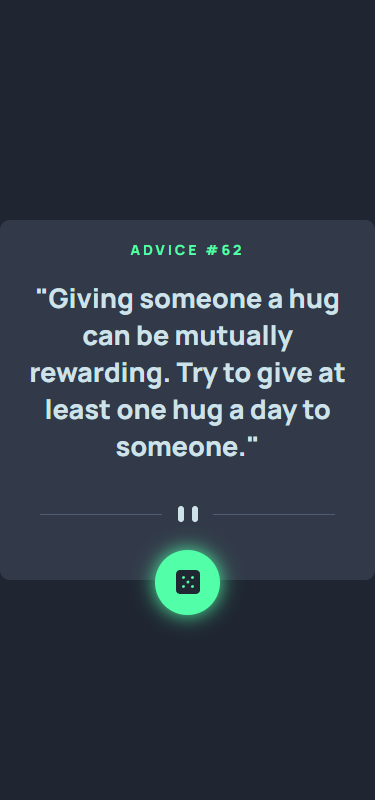 ADVICE #62
"Giving someone a hug
can be mutually
rewarding. Try to give at
least one hug a day to
someone."